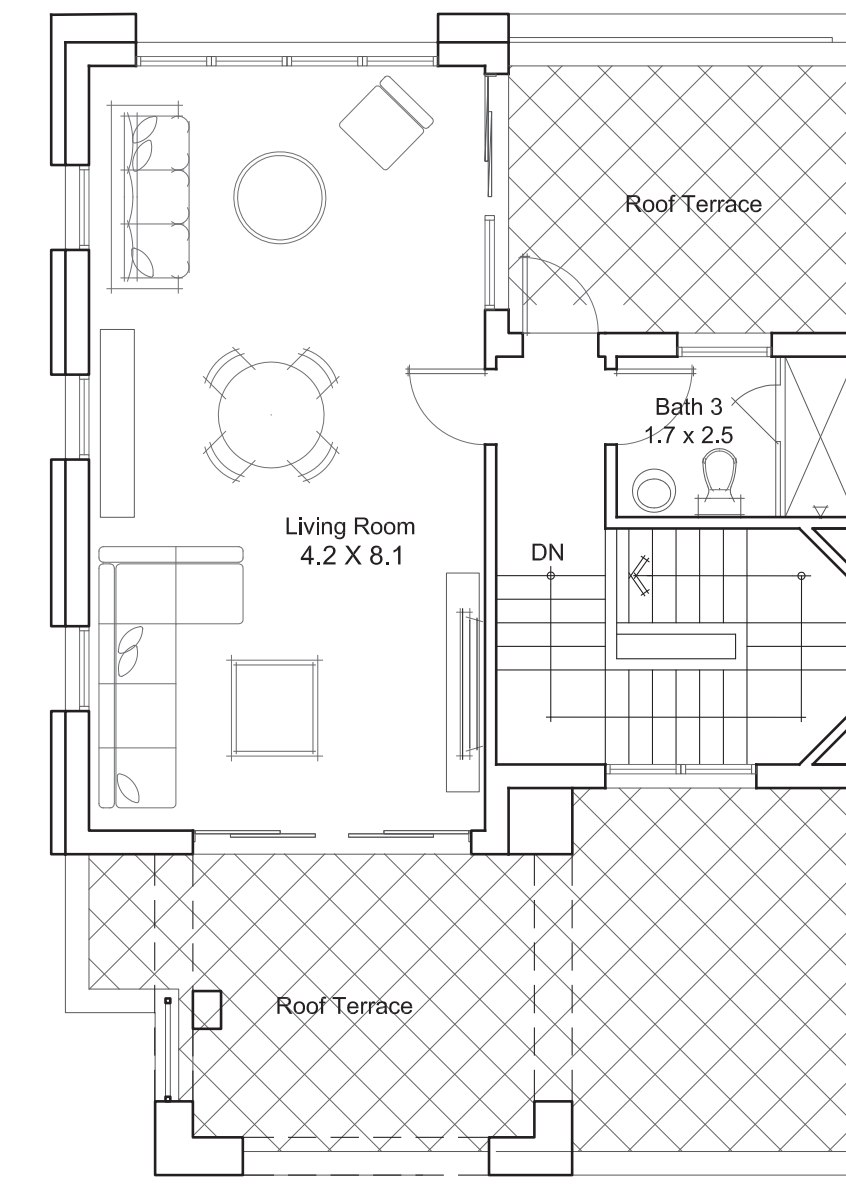 Roof Terrace
Bath 3
1.7 x 2.5
Living Room
4.2 X 8.1
DN
Roof Terrace